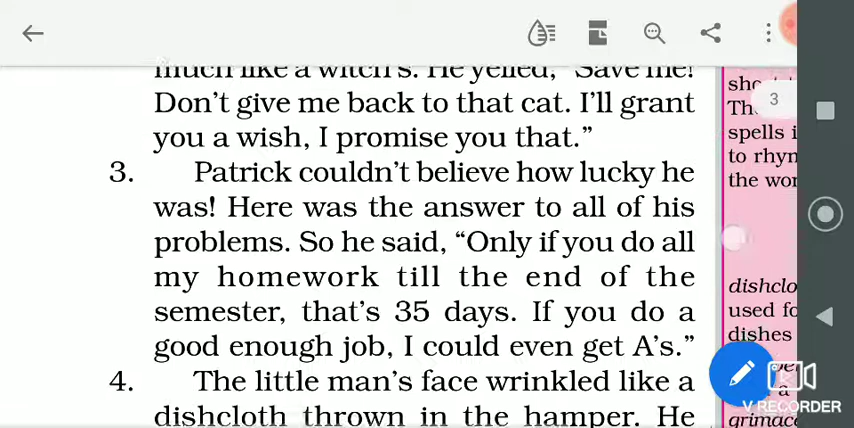 much like a witch's. He yelled, "Save me!
Don't give me back to that cat. I'll grant
you a wish, I promise you that."
3. Patrick couldn't believe how lucky he
was! Here was the answer to all of his
problems. So he said, "Only if you do all
my homework till the end of the
semester, that's 35 days. If you do a
good enough job, I could even get A's."
4. The little man's face wrinkled like a
dishcloth thrown in the hamper. He
3
spells i
to rhyn
the wor
dishclo
used fo
dishes
a
grimace
V RECORDER